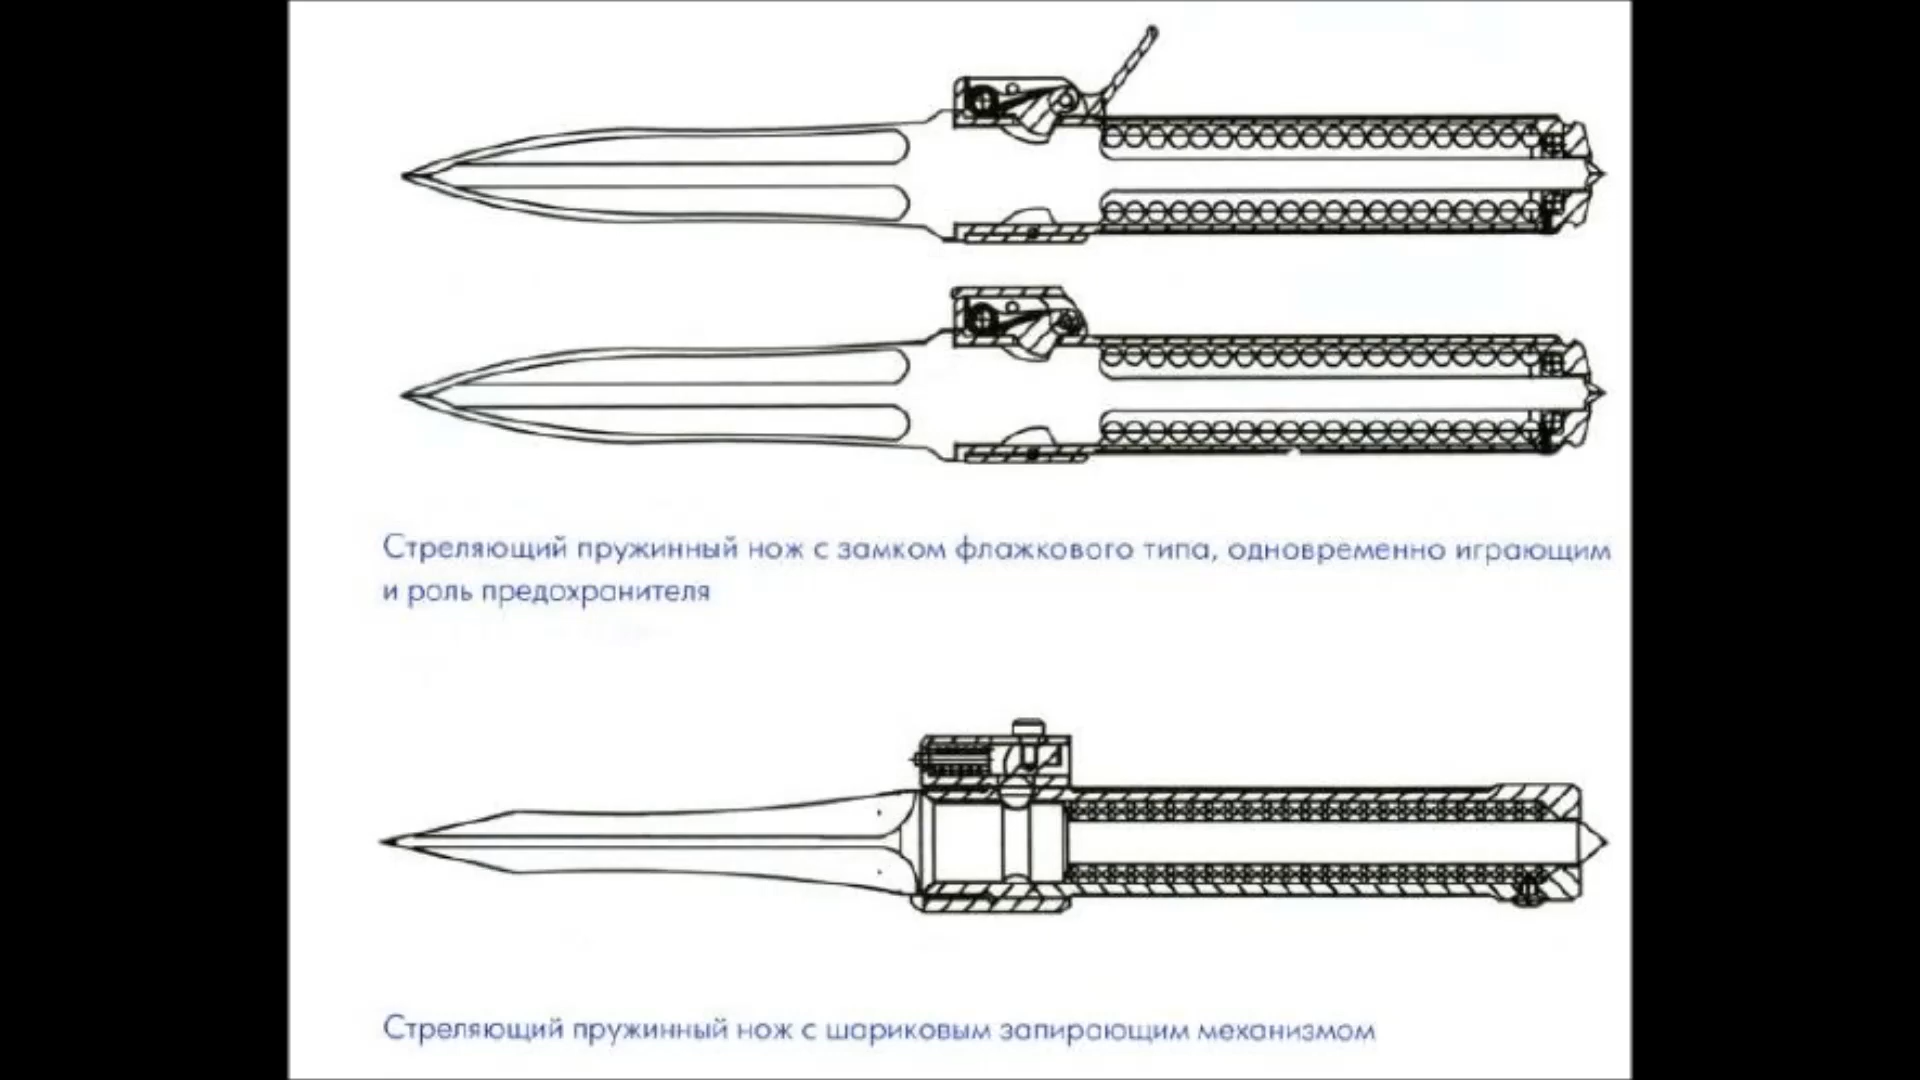 Стреляющий пружинный нож с замком флажкового типа, одновременно играющим
и роль предохранителя
Стреляющий пружинный нож с шариковым запирающим механизмом